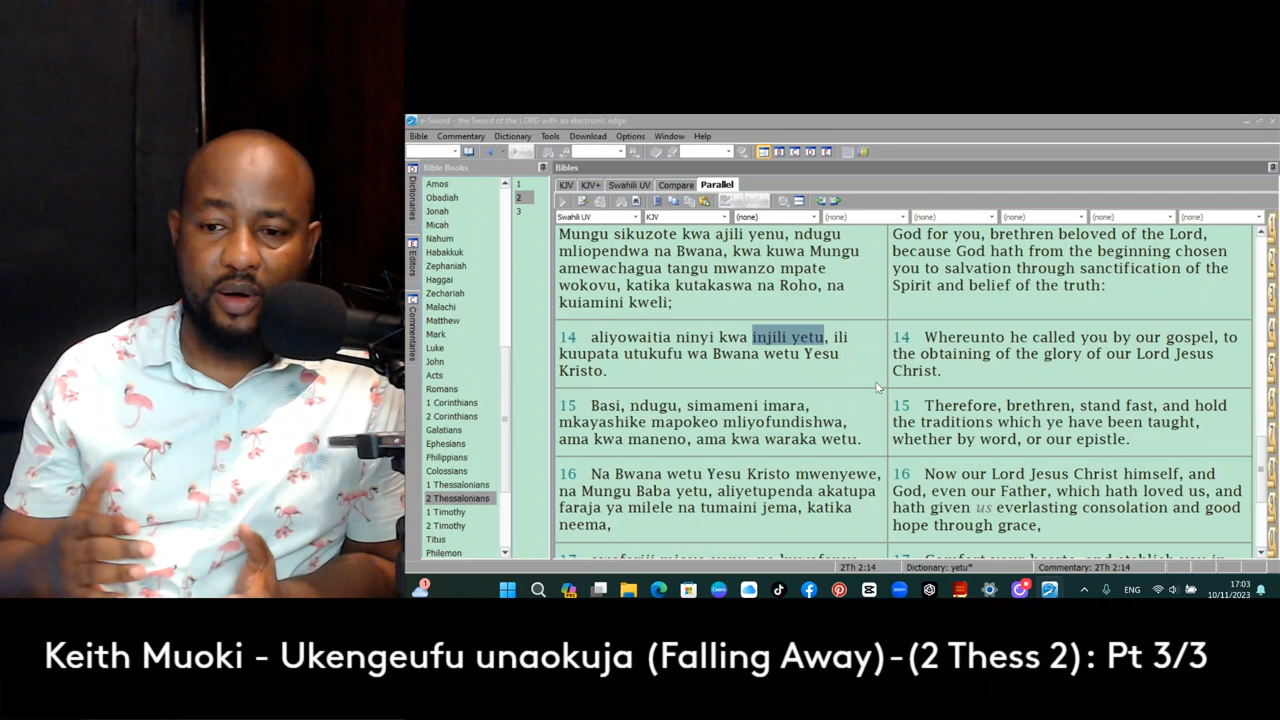 e-Sword - the Sword of the LORD with an electronic edge
Bible Commentary Dictionary Tools Download Options Window Help
Bible Books
Bibles
Dictionaries
Editors
Commentaries
Amos
Obadiah
Jonah
Micah
Nahum
Habakkuk
Zephaniah
Haggai
Zechariah
Malachi
Matthew
Mark
Luke
John
Acts
Romans
1 Corinthians
2 Corinthians
Galatians
Ephesians
Philippians
Colossians
1 Thessalonians
2 Thessalonians
1 Timothy
2 Timothy
Titus
Philemon
1
2
3
KJV KJV+ Swahili UV Compare Parallel
Swahili UV KJV (none) (none) (none) (none) (none) (none)
Mungu sikuzote kwa ajili yenu, ndugu
mliopendwa na Bwana, kwa kuwa Mungu
amewachagua tangu mwanzo mpate
wokovu, katika kutakaswa na Roho, na
kuiamini kweli;
14 aliyowaitia ninyi kwa injili yetu, ili
kuupata utukufu wa Bwana wetu Yesu
Kristo.
15 Basi, ndugu, simameni imara,
mkayashike mapokeo mliyofundishwa,
ama kwa maneno, ama kwa waraka wetu.
16 Na Bwana wetu Yesu Kristo mwenyewe,
na Mungu Baba yetu, aliyetupenda akatupa
faraja ya milele na tumaini jema, katika
neema,
God for you, brethren beloved of the Lord,
because God hath from the beginning chosen
you to salvation through sanctification of the
Spirit and belief of the truth:
14 Whereunto he called you by our gospel, to
the obtaining of the glory of our Lord Jesus
Christ.
15 Therefore, brethren, stand fast, and hold
the traditions which ye have been taught,
whether by word, or our epistle.
16 Now our Lord Jesus Christ himself, and
God, even our Father, which hath loved us, and
hath given us everlasting consolation and good
hope through grace,
2Th 2:14 Dictionary: yetu* Commentary: 2Th 2:14
1
ENG
17:03
10/11/2023
Keith Muoki - Ukengeufu unaokuja (Falling Away)-(2 Thess 2): Pt 3/3